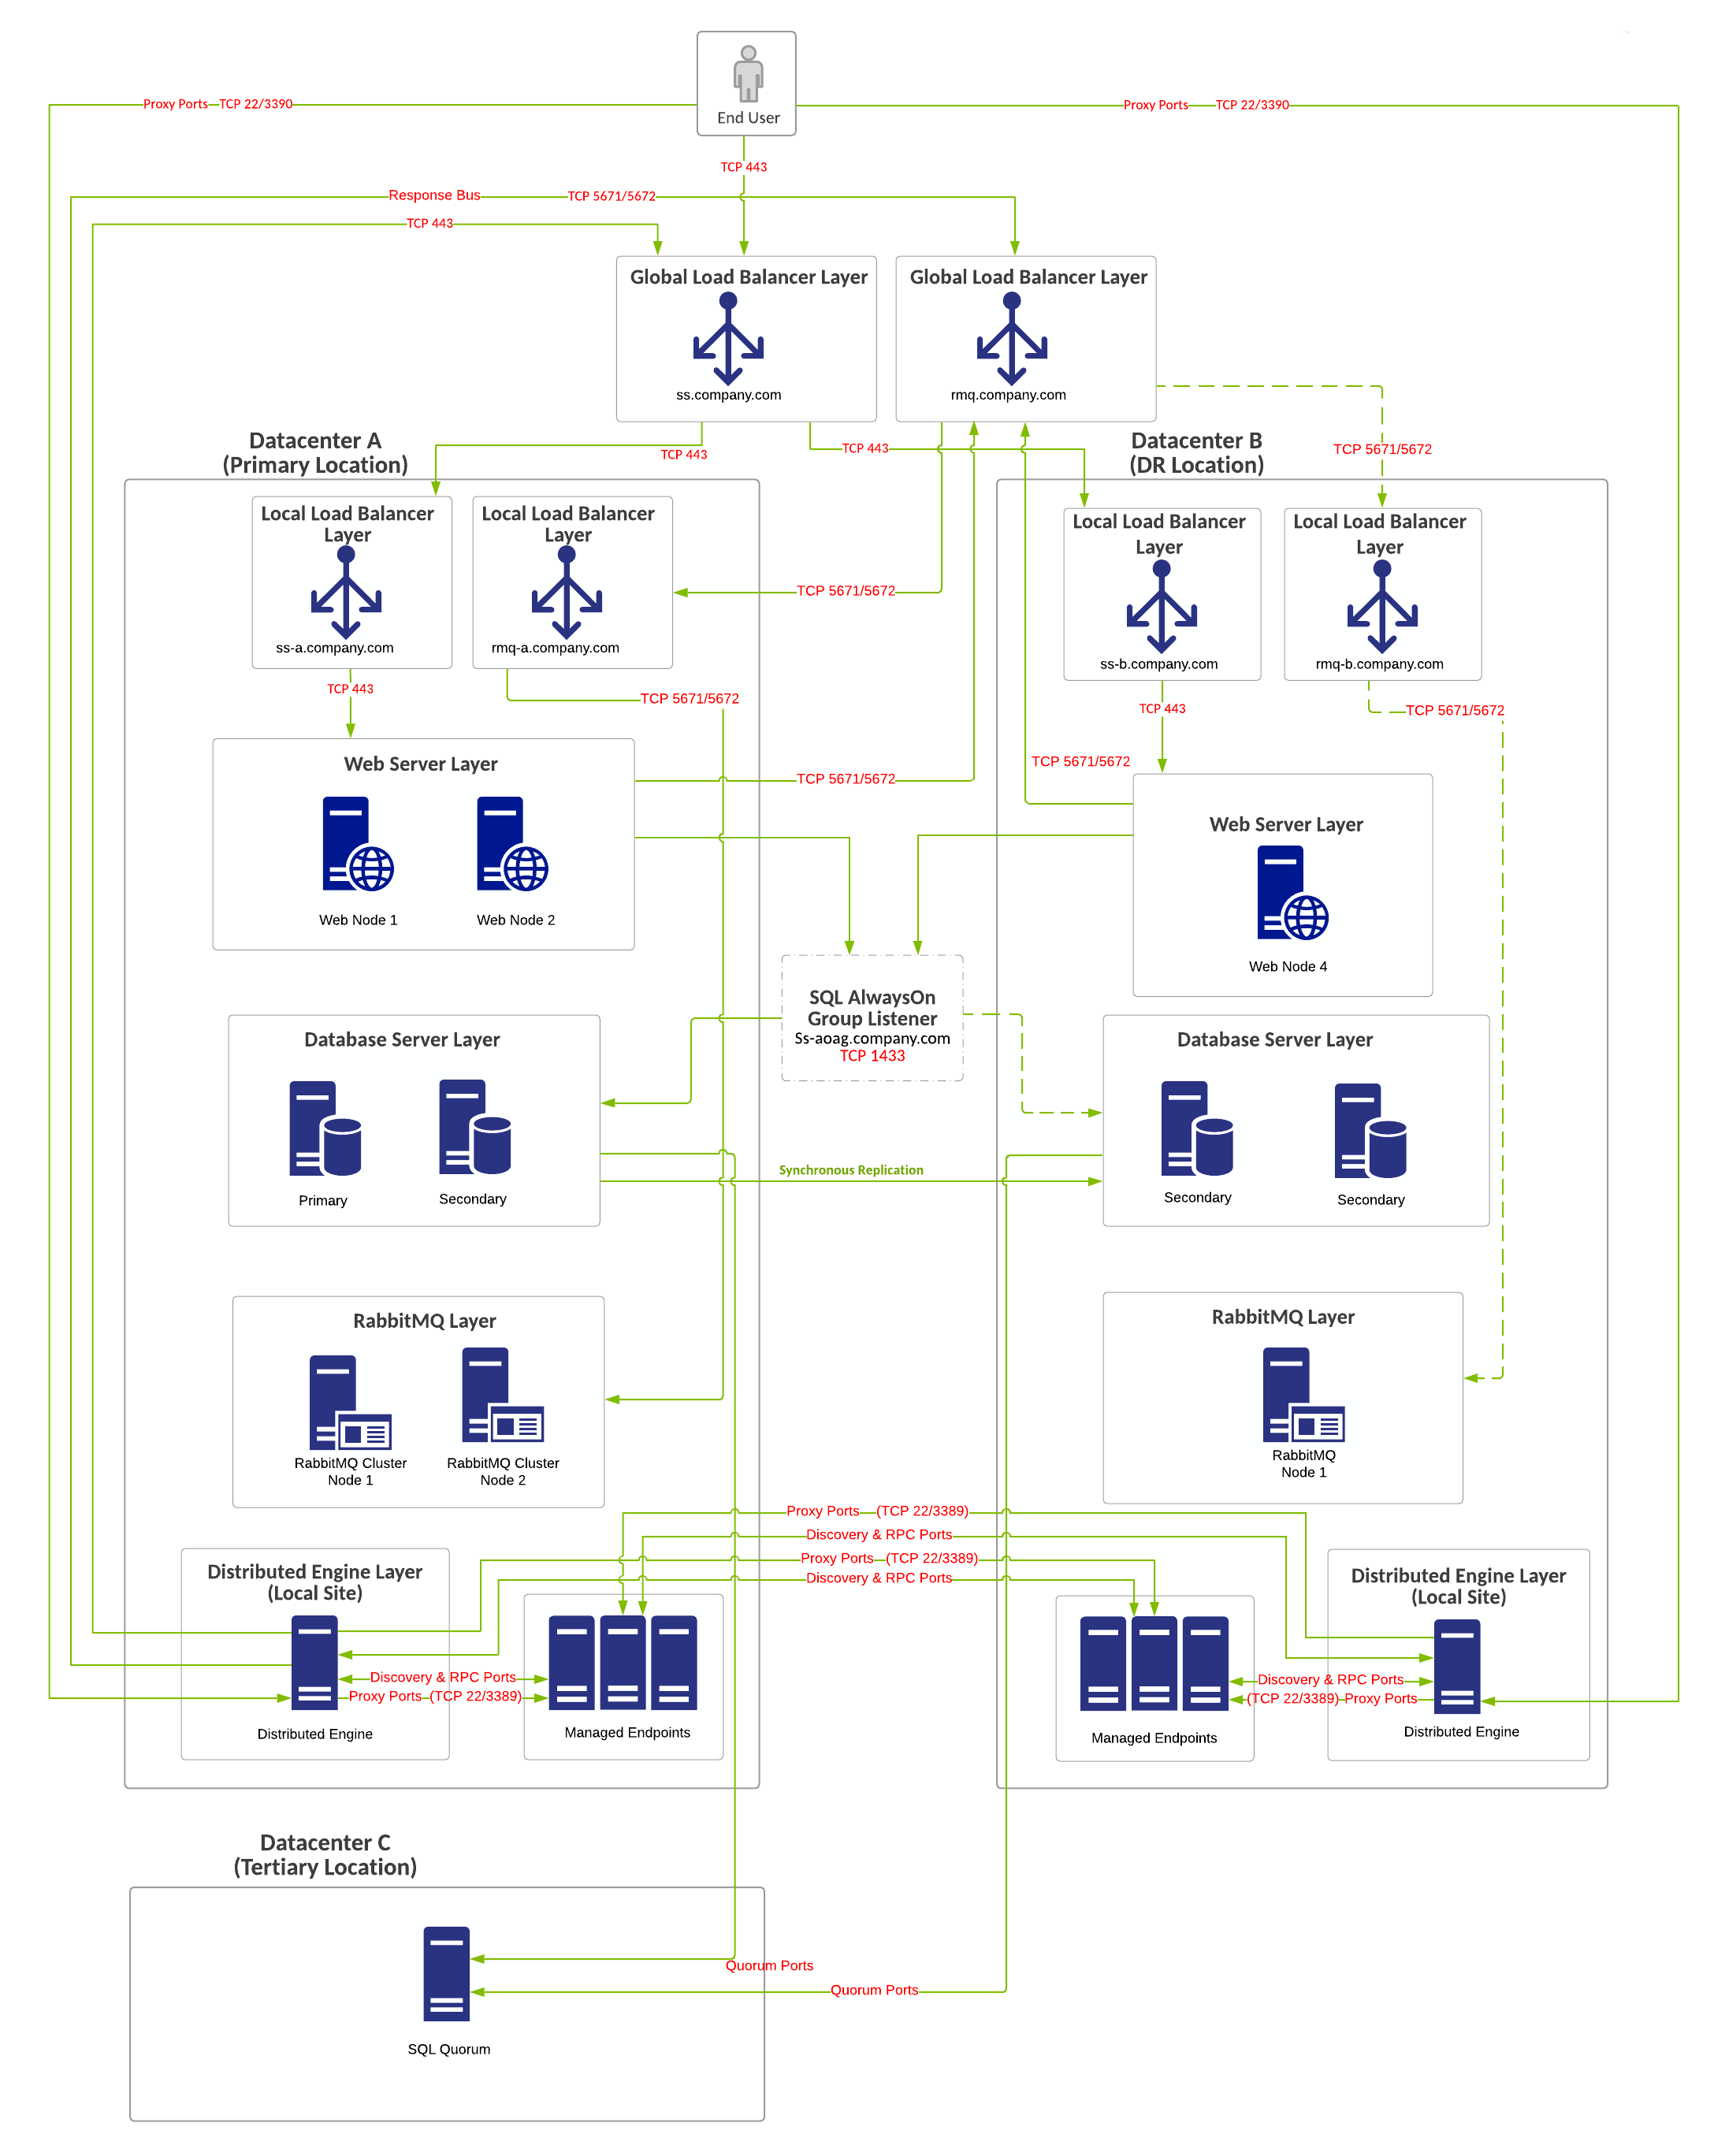 End User
Proxy Ports
TCP 22/3390
Proxy Ports
TCP 22/3390
TCP 443
Response Bus
TCP 5671/5672
TCP 443
Global Load Balancer Layer
ss.company.com
Global Load Balancer Layer
rmq.company.com
Datacenter A
(Primary Location)
TCP 443
TCP 443
Datacenter B
(DR Location)
TCP 5671/5672
Local Load Balancer
Layer
ss-a.company.com
Local Load Balancer
Layer
rmq-a.company.com
TCP 5671/5672
Local Load Balancer
Layer
ss-b.company.com
Local Load Balancer
Layer
rmq-b.company.com
TCP 443
TCP 5671/5672
TCP 443
TCP 5671/5672
Web Server Layer
Web Node 1
Web Node 2
TCP 5671/5672
TCP 5671/5672
Web Server Layer
Web Node 4
SQL AlwaysOn
Group Listener
Ss-aoag.company.com
TCP 1433
Database Server Layer
Primary
Secondary
Synchronous Replication
Database Server Layer
Secondary
Secondary
RabbitMQ Layer
RabbitMQ Cluster
Node 1
RabbitMQ Cluster
Node 2
RabbitMQ Layer
RabbitMQ
Node 1
Proxy Ports
(TCP 22/3389)
Discovery & RPC Ports
Proxy Ports
(TCP 22/3389)
Discovery & RPC Ports
Distributed Engine Layer
(Local Site)
Distributed Engine
Discovery & RPC Ports
Proxy Ports
(TCP 22/3389)
Managed Endpoints
Managed Endpoints
Discovery & RPC Ports
(TCP 22/3389)
Proxy Ports
Distributed Engine Layer
(Local Site)
Distributed Engine
Datacenter C
(Tertiary Location)
SQL Quorum
Quorum Ports
Quorum Ports